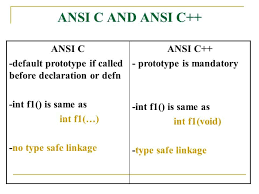 ANSI C AND ANSI C++
ANSI C
-default prototype if called
before declaration or defn
-int f1() is same as
int f1(…)
-no type safe linkage
ANSI C++
- prototype is mandatory
-int f1() is same as
int f1(void)
-type safe linkage